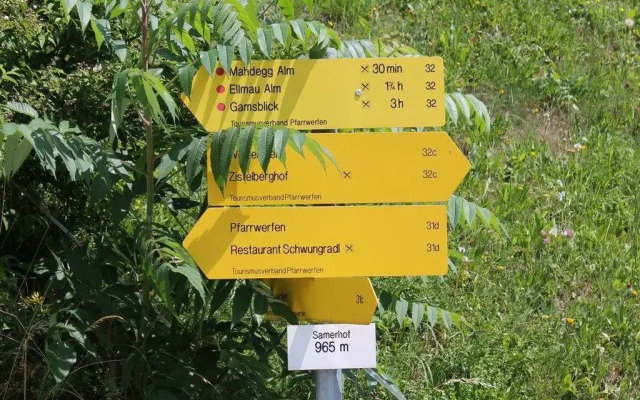 Mahdegg Alm × 30 min 32
Ellmau Alm × 1¼ h 32
Gamsblick × 3 h 32
Tourismusverband Pfarrwerfen
32c
Zistelberghof × 32c
Tourismusverband Pfarrwerfen
Pfarrwerfen 31d
Restaurant Schwungradl × 31d
Tourismusverband Pfarrwerfen
Samerhof
965 m